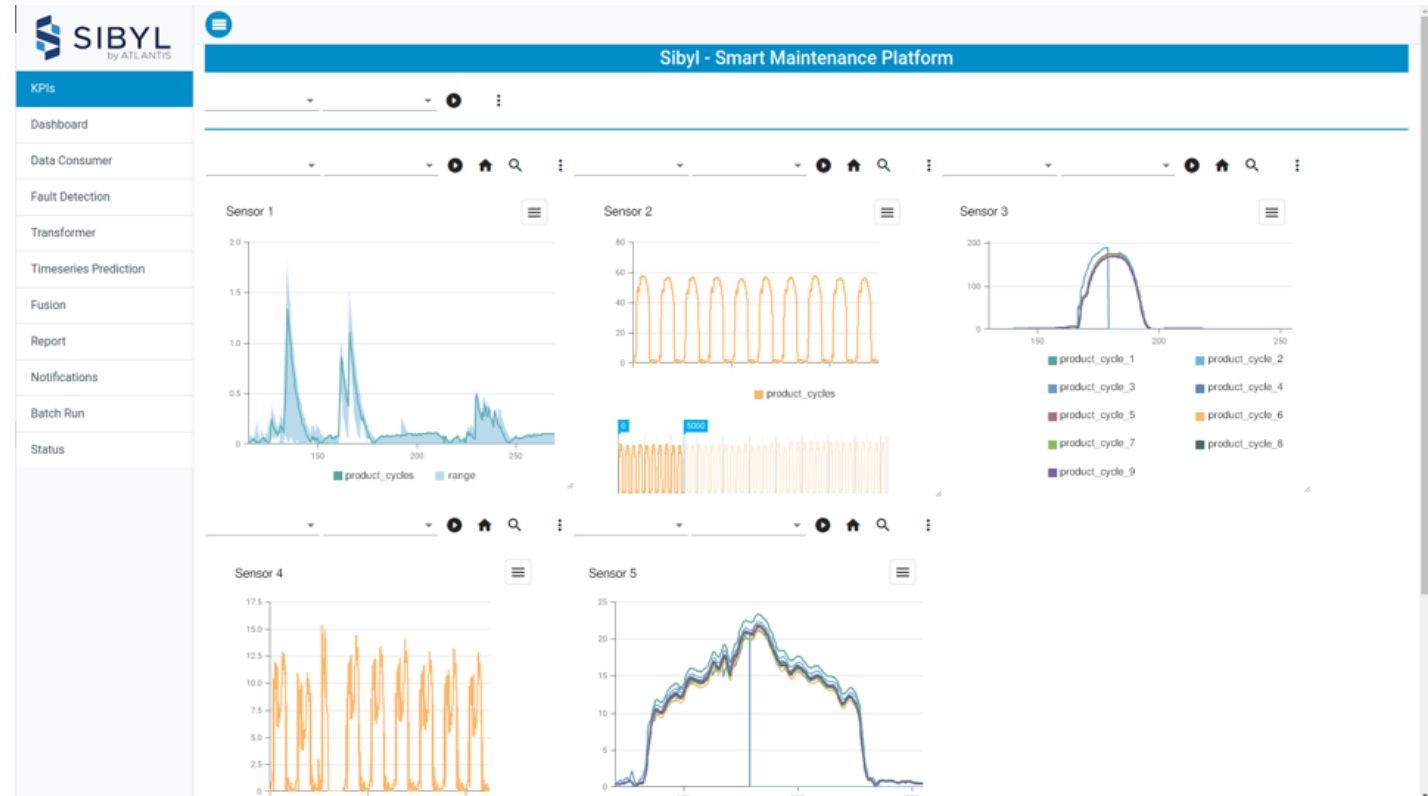 SIBYL
by ATLANTIS
Sibyl - Smart Maintenance Platform
KPIs
Dashboard
Data Consumer
Fault Detection
Transformer
Timeseries Prediction
Fusion
Report
Notifications
Batch Run
Status
Sensor 1
2.0
1.5
1.0
0.5
0
150
200
250
product_cycles
range
Sensor 2
80
60
40
20
0
product_cycles
0
5000
Sensor 3
200
100
0
150
200
250
product_cycle_1
product_cycle_2
product_cycle_3
product_cycle_4
product_cycle_5
product_cycle_6
product_cycle_7
product_cycle_8
product_cycle_9
Sensor 4
17.5
15.0
12.5
10.0
7.5
5.0
2.5
0
Sensor 5
25
20
15
10
5
0